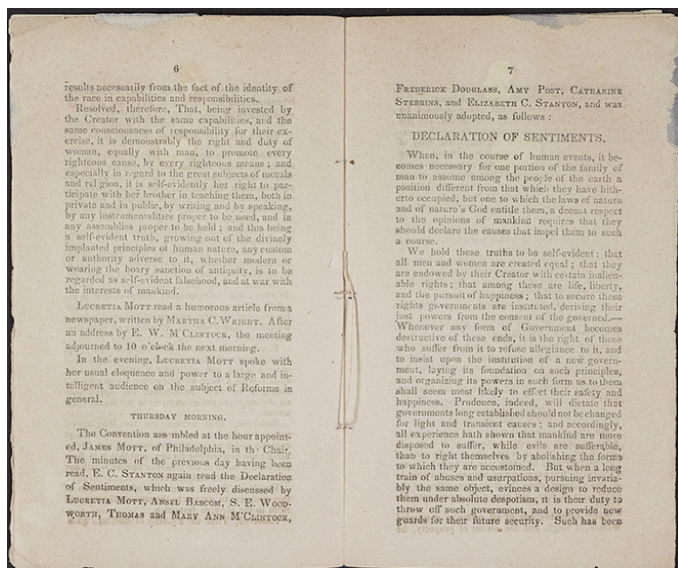 6
results necessarily from the fact of the identity of
the race in capabilities and responsibilities.
Resolved, therefore, That, being invested by
the Creator with the same capabilities, and the
same consciousness of responsibility for their ex-
ercise, it is demonstrably the right and duty of
woman, equally with man, to promote every
righteous cause, by every righteous means ; and
especially in regard to the great subjects of morals
and religion, it is self-evidently her right to par-
ticipate with her brother in teaching them, both in
private and in public, by writing and by speaking,
by any instrumentalities proper to be used, and in
any assemblies proper to be held ; and this being
a self-evident truth, growing out of the divinely
implanted principles of human nature, any custom
or authority adverse to it, whether modern or
wearing the hoary sanction of antiquity, is to be
regarded as self-evident falsehood, and at war with
the interests of mankind.
LUCRETIA MOTT read a humorous article from a
newspaper, written by MARTHA C. WRIGHT. After
an address by E. W. M'CLINTOCK, the meeting
adjourned to 10 o'clock the next morning.
In the evening, LUCRETIA MOTT spoke with
her usual eloquence and power to a large and in-
telligent audience on the subject of Reforms in
general.
THURSDAY MORNING.
The Convention assembled at the hour appoint-
ed, JAMES MOTT, of Philadelphia, in the Chair.
The minutes of the previous day having been
read, E. C. STANTON again read the Declaration
of Sentiments, which was freely discussed by
LUCRETIA MOTT, ANSEL BASCOM, S. E. WOOD-
WORTH, THOMAS and MARY ANN M'CLINTOCK,
7
FREDERICK DOUGLASS, AMY POST, CATHARINE
STEBBINS, and ELIZABETH C. STANTON, and was
unanimously adopted, as follows :
DECLARATION OF SENTIMENTS.
When, in the course of human events, it be-
comes necessary for one portion of the family of
man to assume among the people of the earth a
position different from that which they have hith-
erto occupied, but one to which the laws of nature
and of nature's God entitle them, a decent respect
to the opinions of mankind requires that they
should declare the causes that impel them to such
a course.
We hold these truths to be self-evident : that
all men and women are created equal ; that they
are endowed by their Creator with certain inalien-
able rights ; that among these are life, liberty,
and the pursuit of happiness ; that to secure these
rights governments are instituted, deriving their
just powers from the consent of the governed.—
Whenever any form of Government becomes
destructive of these ends, it is the right of those
who suffer from it to refuse allegiance to it, and
to insist upon the institution of a new govern-
ment, laying its foundation on such principles,
and organizing its powers in such form as to them
shall seem most likely to effect their safety and
happiness. Prudence, indeed, will dictate that
governments long established should not be changed
for light and transient causes ; and accordingly,
all experience hath shown that mankind are more
disposed to suffer, while evils are sufferable,
than to right themselves by abolishing the forms
to which they are accustomed. But when a long
train of abuses and usurpations, pursuing invaria-
bly the same object, evinces a design to reduce
them under absolute despotism, it is their duty to
throw off such government, and to provide new
guards for their future security. Such has been